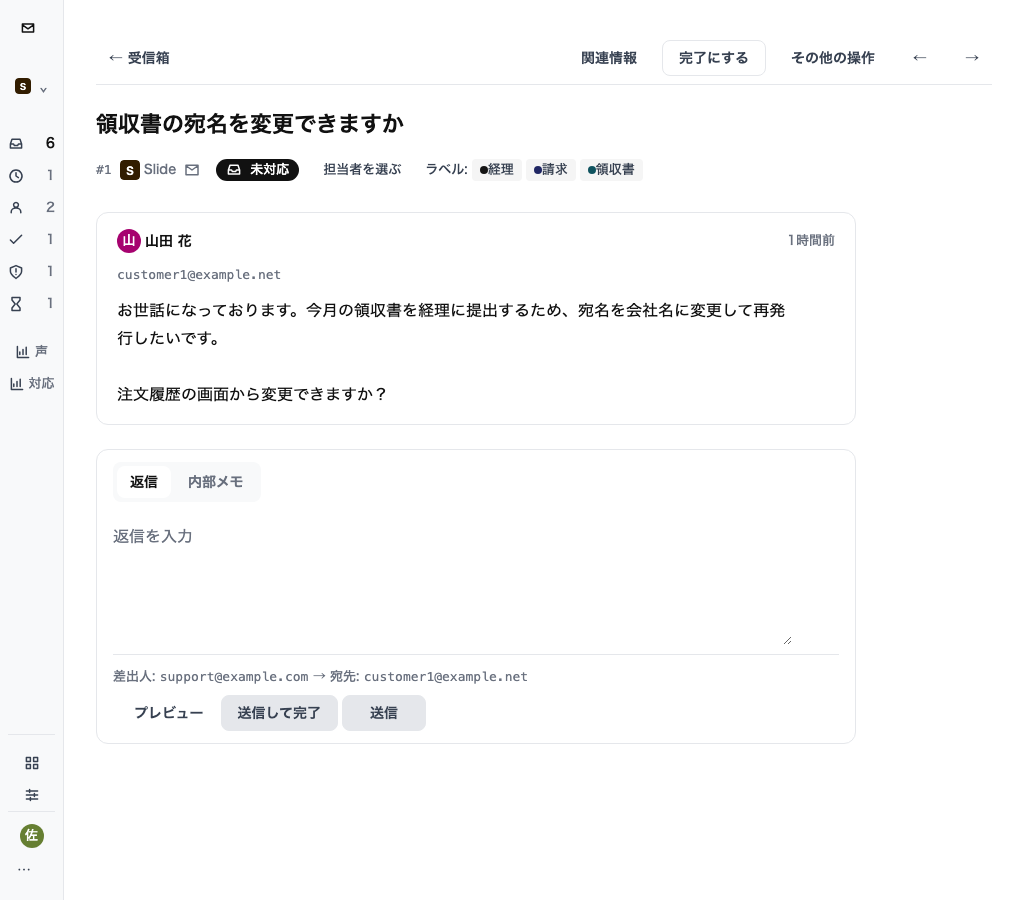 ← 受信箱
関連情報
完了にする
その他の操作
←
→
S
6
1
2
1
1
1
声
対応
佐
…
領収書の宛名を変更できますか
#1 S Slide 未対応 担当者を選ぶ ラベル: 経理 請求 領収書
山 山田 花 1時間前
customer1@example.net
お世話になっております。今月の領収書を経理に提出するため、宛名を会社名に変更して再発
行したいです。
注文履歴の画面から変更できますか？
返信 内部メモ
返信を入力
差出人: support@example.com → 宛先: customer1@example.net
プレビュー 送信して完了 送信